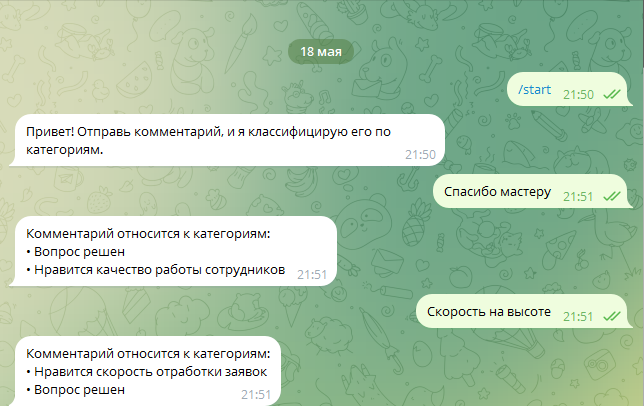 18 мая
/start 21:50
Привет! Отправь комментарий, и я классифицирую его по
категориям.
21:50
Спасибо мастеру 21:51
Комментарий относится к категориям:
• Вопрос решен
• Нравится качество работы сотрудников 21:51
Скорость на высоте 21:51
Комментарий относится к категориям:
• Нравится скорость отработки заявок
• Вопрос решен 21:51